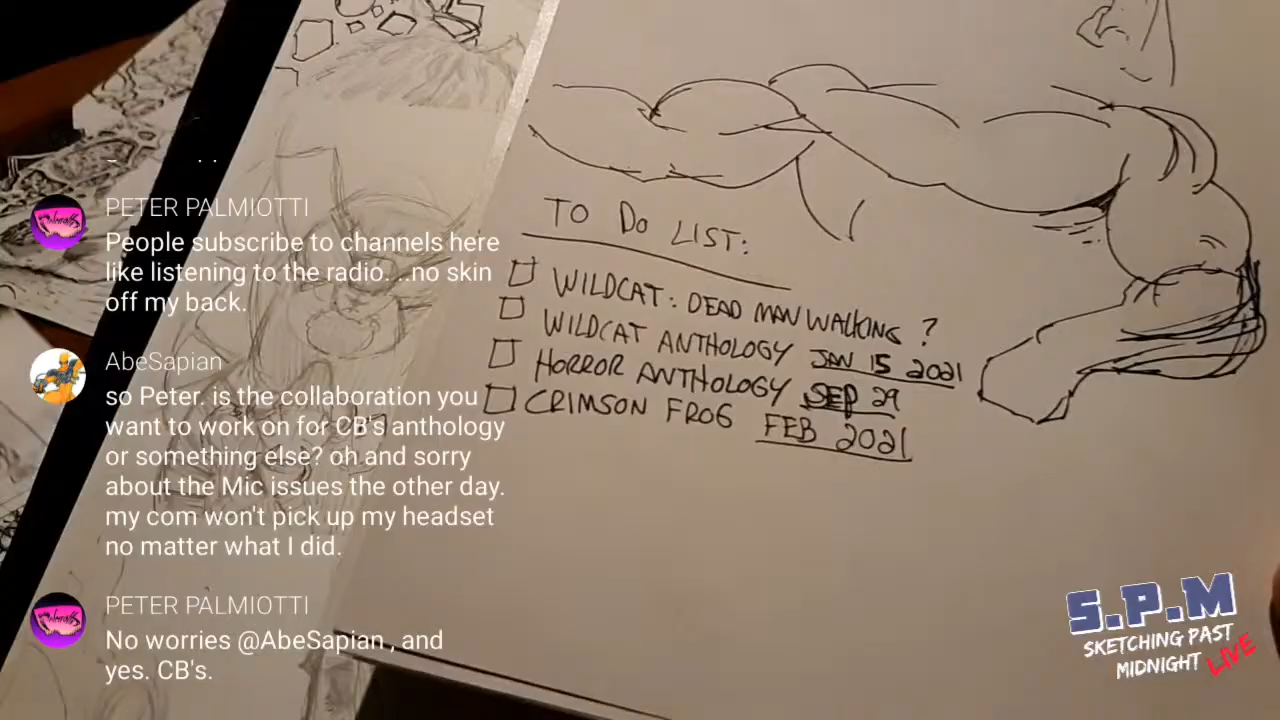 PETER PALMIOTTI
People subscribe to channels here
like listening to the radio....no skin
off my back.
AbeSapian
so Peter. is the collaboration you
want to work on for CB's anthology
or something else? oh and sorry
about the Mic issues the other day.
my com won't pick up my headset
no matter what I did.
PETER PALMIOTTI
No worries @AbeSapian , and
yes. CB's.
TO DO LIST:
WILDCAT: DEAD MAN WALKING ?
WILDCAT ANTHOLOGY JAN 15 2021
HORROR ANTHOLOGY SEP 29
CRIMSON FROG FEB 2021
S.P.M
SKETCHING PAST
MIDNIGHT LIVE